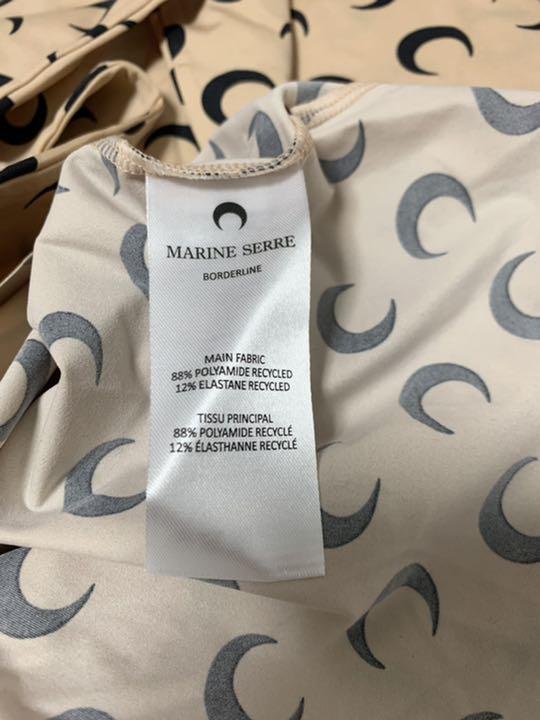 MARINE SERRE
BORDERLINE
MAIN FABRIC
88% POLYAMIDE RECYCLED
12% ELASTANE RECYCLED
TISSU PRINCIPAL
88% POLYAMIDE RECYCLÉ
12% ÉLASTHANNE RECYCLÉ